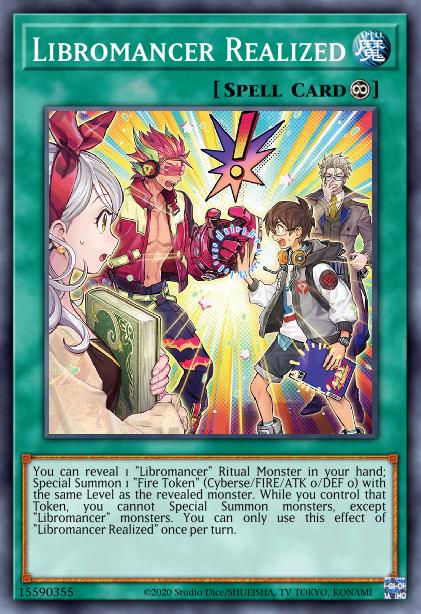 LIBROMANCER REALIZED
SPELL
魔
[SPELL CARD]
You can reveal 1 "Libromancer" Ritual Monster in your hand;
Special Summon 1 "Fire Token" (Cyberse/FIRE/ATK 0/DEF 0) with
the same Level as the revealed monster. While you control that
Token, you cannot Special Summon monsters, except
"Libromancer" monsters. You can only use this effect of
"Libromancer Realized" once per turn.
15590355
©2020 Studio Dice/SHUEISHA, TV TOKYO, KONAMI